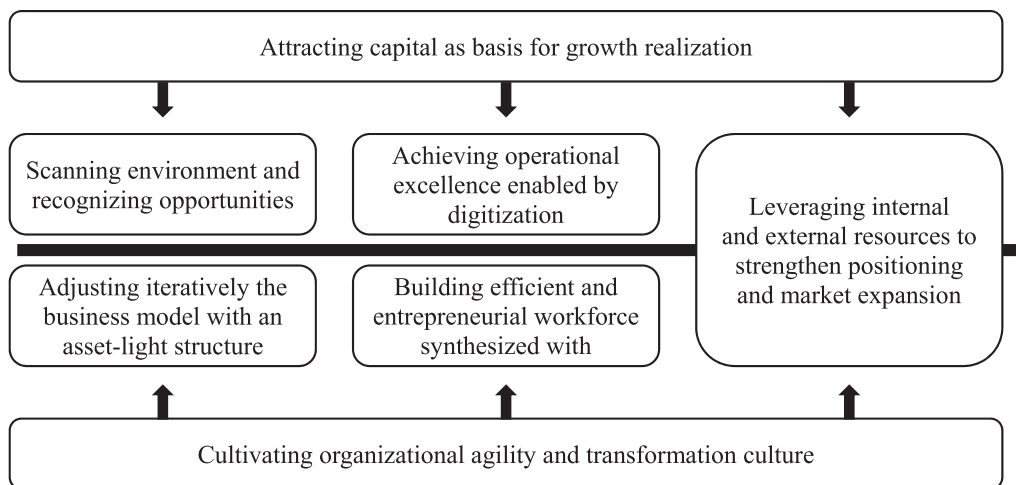 Attracting capital as basis for growth realization
Scanning environment and
recognizing opportunities
Achieving operational
excellence enabled by
digitization
Leveraging internal
and external resources to
strengthen positioning
and market expansion
Adjusting iteratively the
business model with an
asset-light structure
Building efficient and
entrepreneurial workforce
synthesized with
Cultivating organizational agility and transformation culture